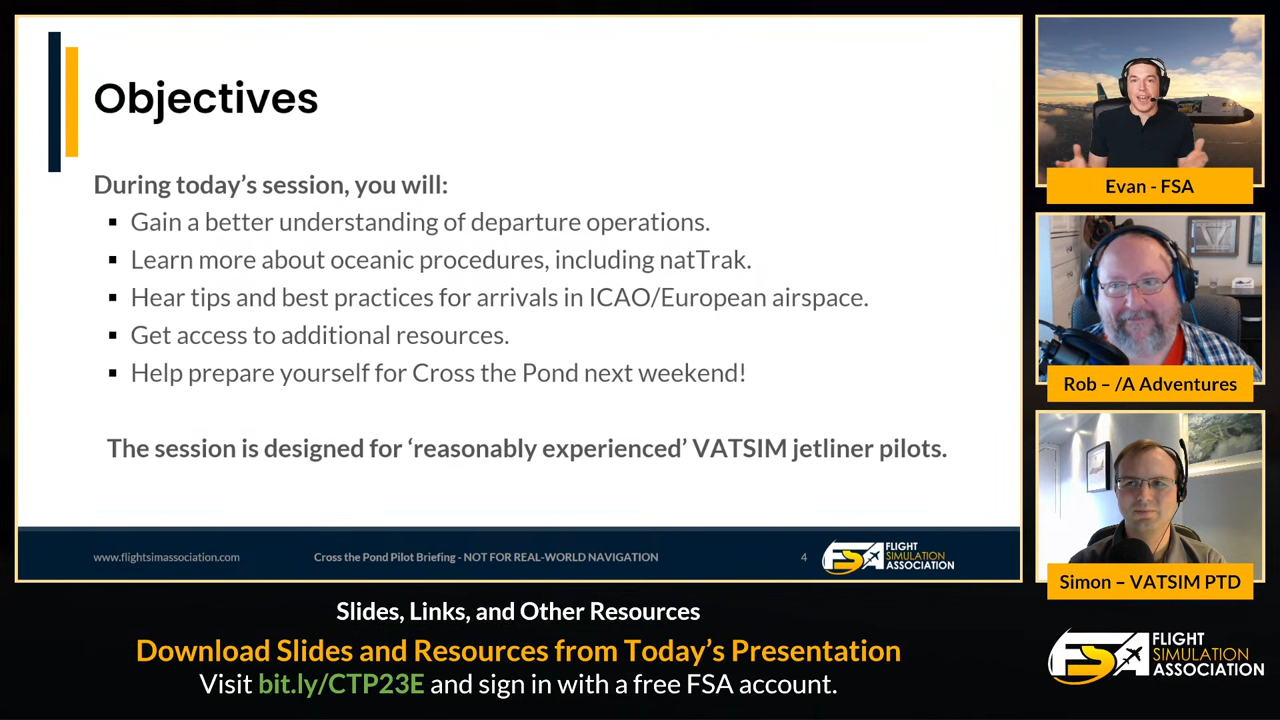 Objectives
During today’s session, you will:
▪ Gain a better understanding of departure operations.
▪ Learn more about oceanic procedures, including natTrak.
▪ Hear tips and best practices for arrivals in ICAO/European airspace.
▪ Get access to additional resources.
▪ Help prepare yourself for Cross the Pond next weekend!
The session is designed for ‘reasonably experienced’ VATSIM jetliner pilots.
www.flightsimassociation.com
Cross the Pond Pilot Briefing - NOT FOR REAL-WORLD NAVIGATION
4
FSA
FLIGHT
SIMULATION
ASSOCIATION
Evan - FSA
Rob – /A Adventures
Simon – VATSIM PTD
Slides, Links, and Other Resources
Download Slides and Resources from Today’s Presentation
Visit bit.ly/CTP23E and sign in with a free FSA account.
FSA
FLIGHT
SIMULATION
ASSOCIATION